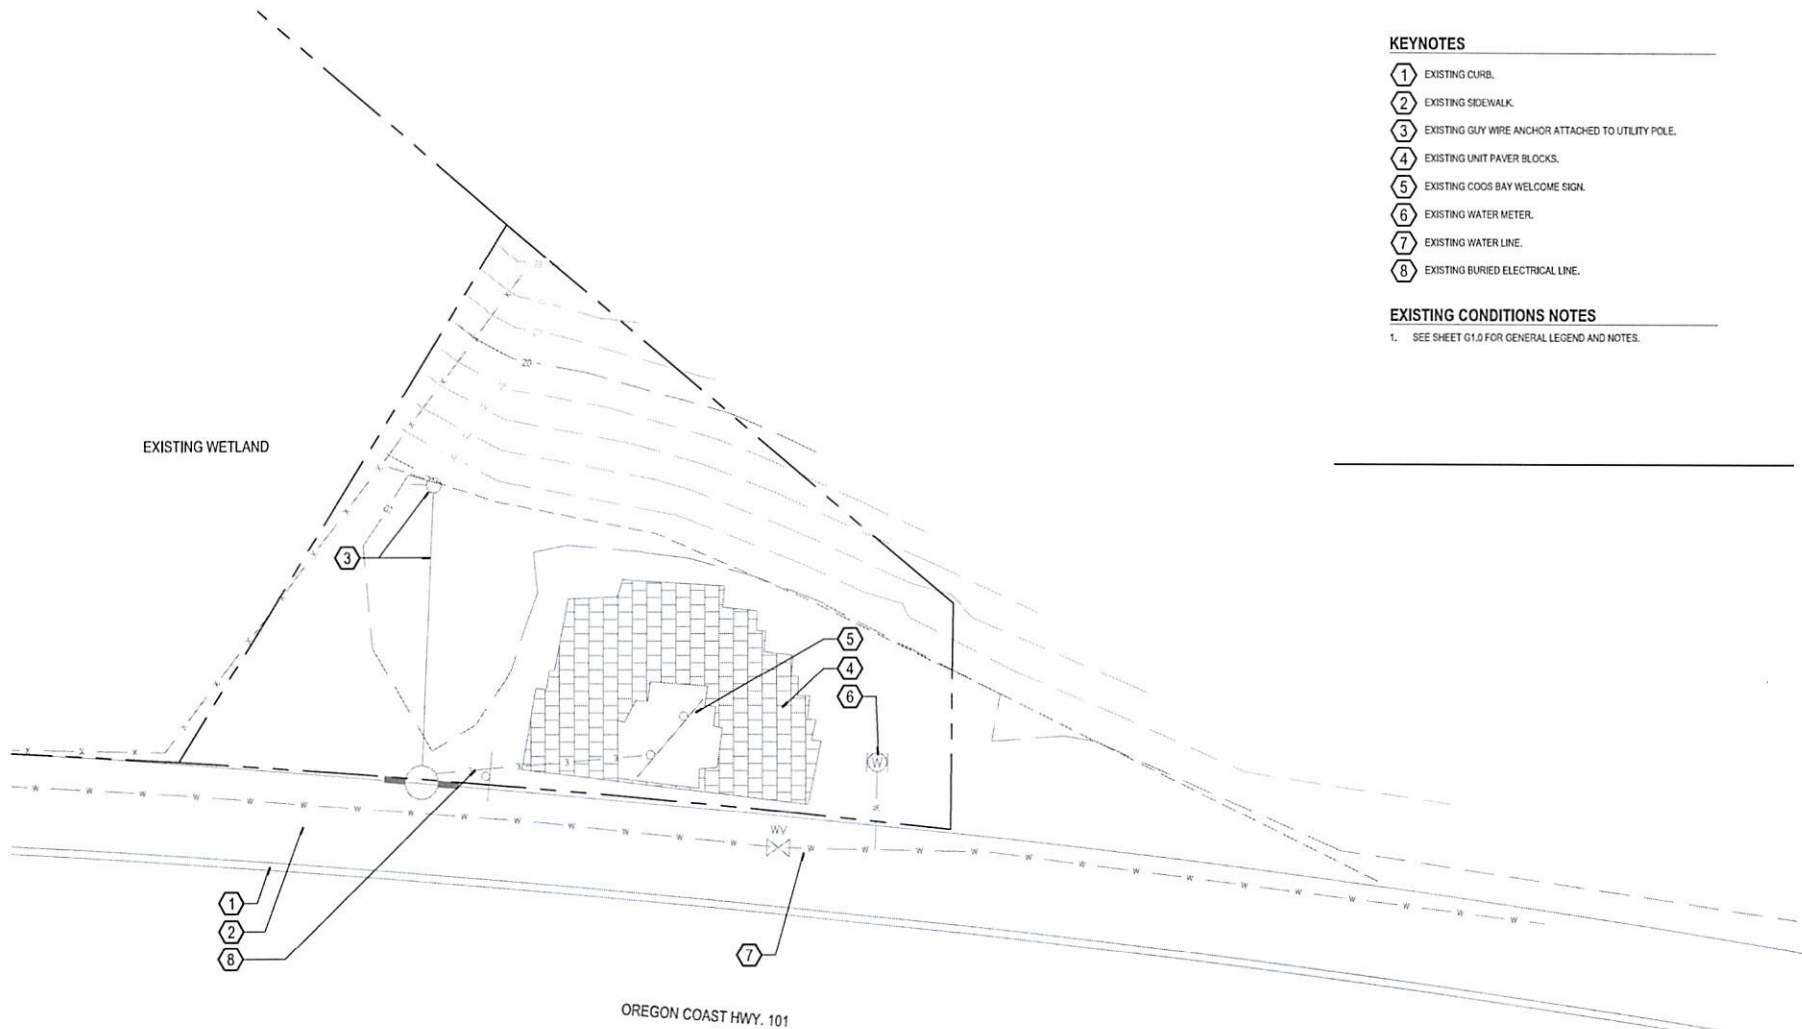 KEYNOTES
1 EXISTING CURB.
2 EXISTING SIDEWALK.
3 EXISTING GUY WIRE ANCHOR ATTACHED TO UTILITY POLE.
4 EXISTING UNIT PAVER BLOCKS.
5 EXISTING COOS BAY WELCOME SIGN.
6 EXISTING WATER METER.
7 EXISTING WATER LINE.
8 EXISTING BURIED ELECTRICAL LINE.
EXISTING CONDITIONS NOTES
1. SEE SHEET G1.0 FOR GENERAL LEGEND AND NOTES.
20
EXISTING WETLAND
15
3
5
4
6
W
WV
1
2
8
7
OREGON COAST HWY. 101